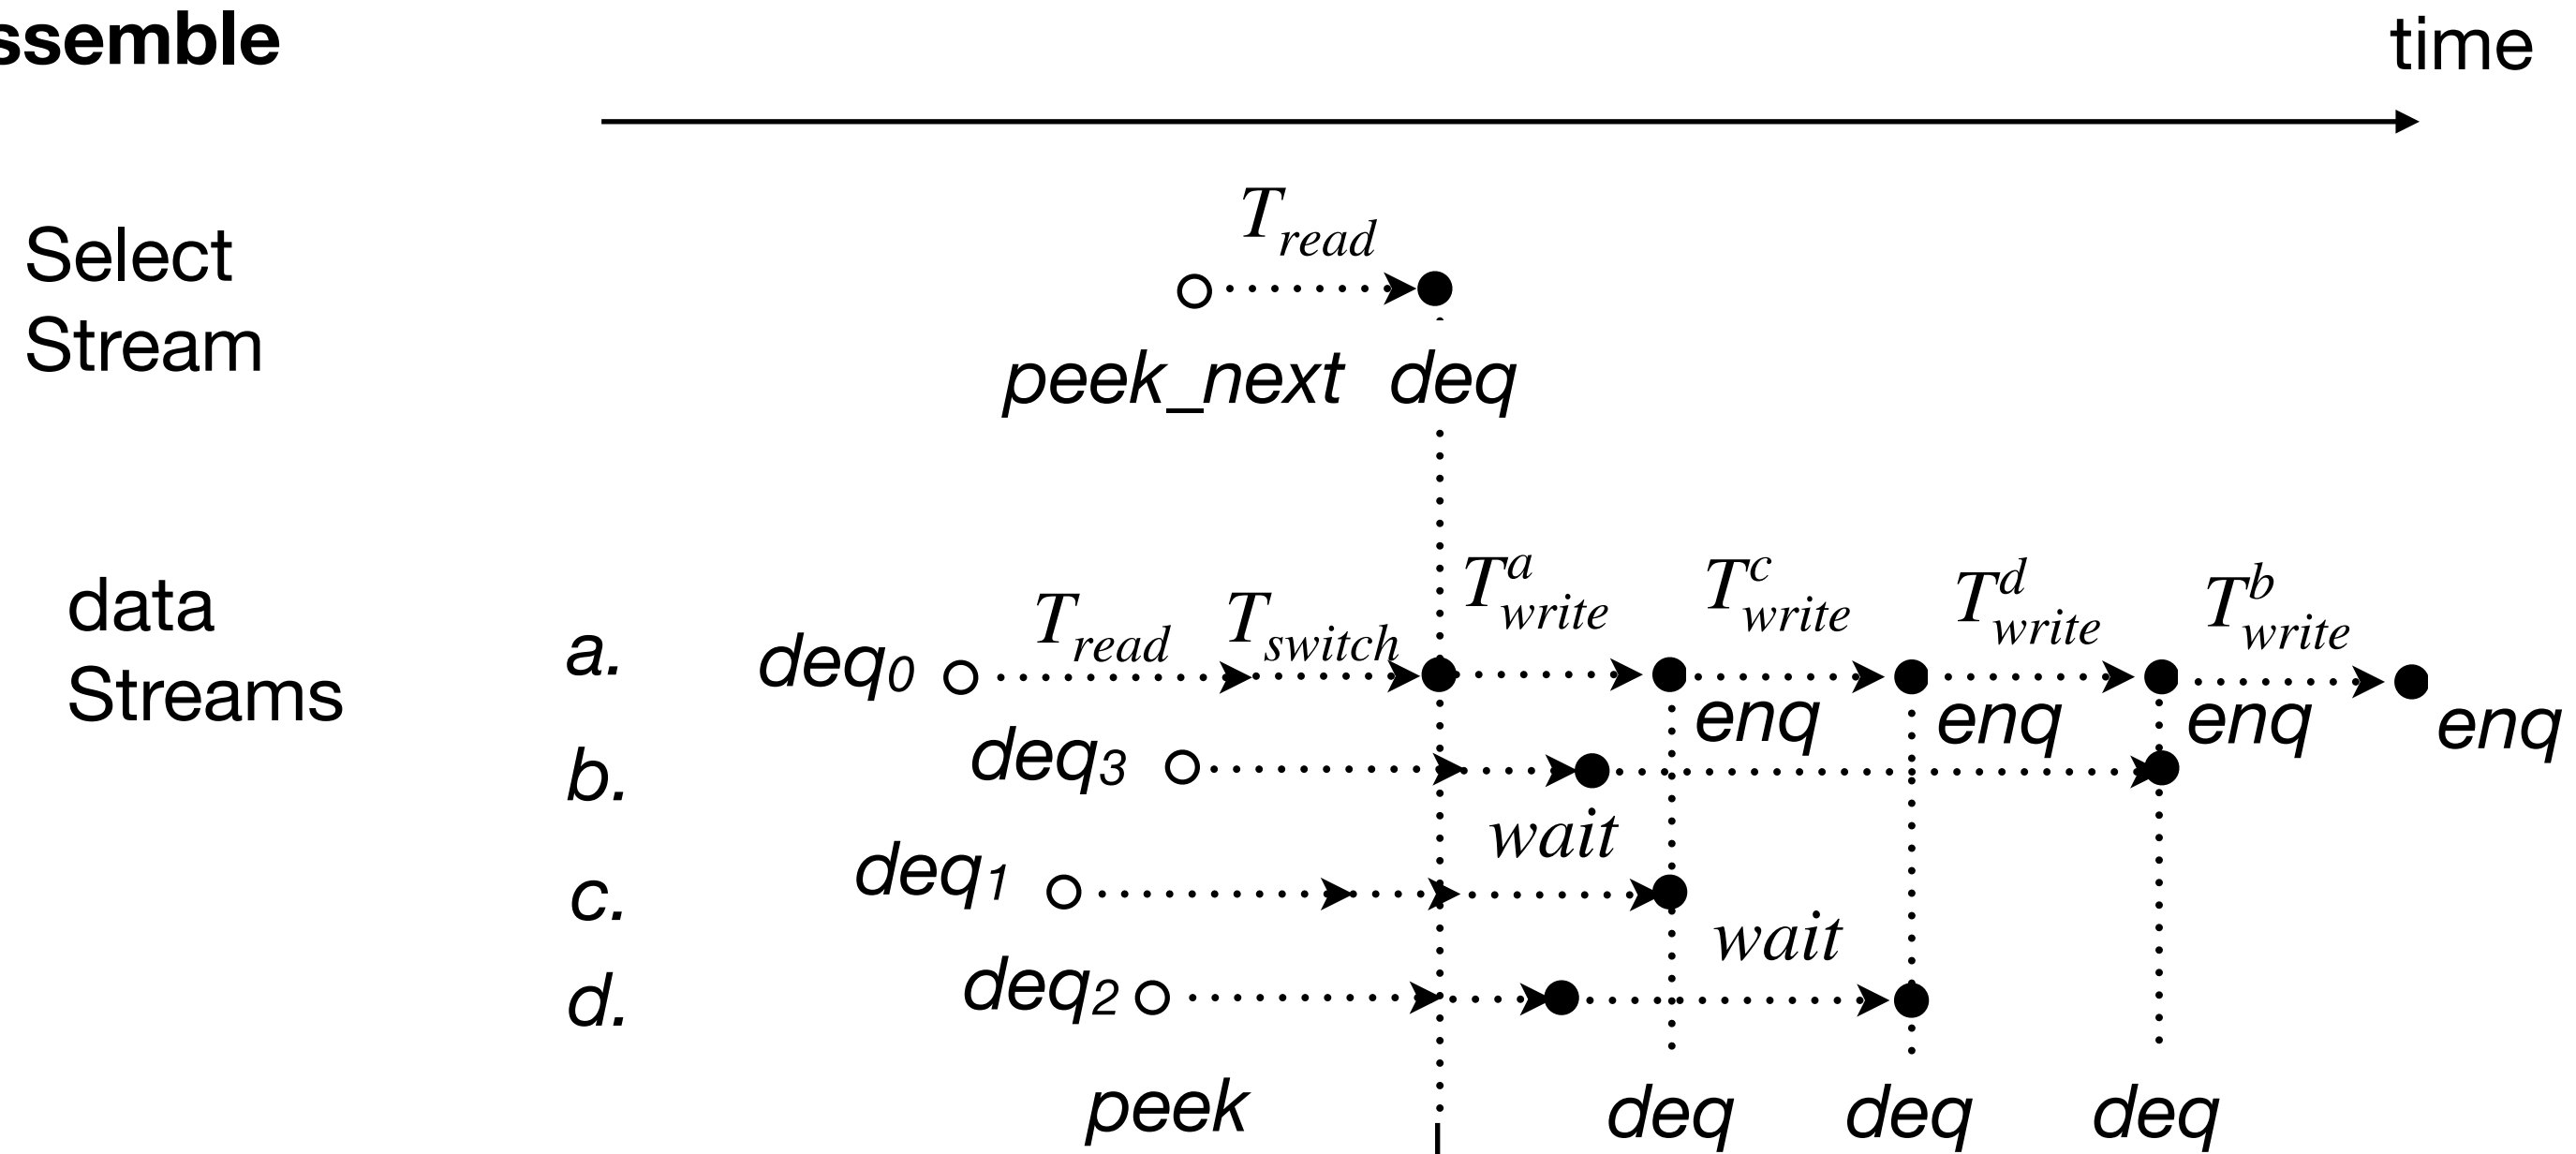 ssemble
time
Select
Stream
T_read
peek_next deq
data
Streams
a. deq₀ T_read T_switch T^a_write T^c_write T^d_write T^b_write
enq enq enq enq
b. deq₃
wait
c. deq₁
wait
d. deq₂
peek deq deq deq